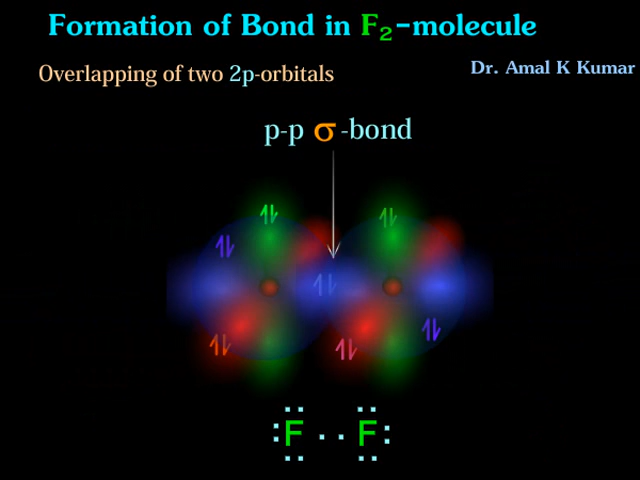 Formation of Bond in F₂-molecule
Overlapping of two 2p-orbitals
Dr. Amal K Kumar
p-p σ -bond
:F · · F: